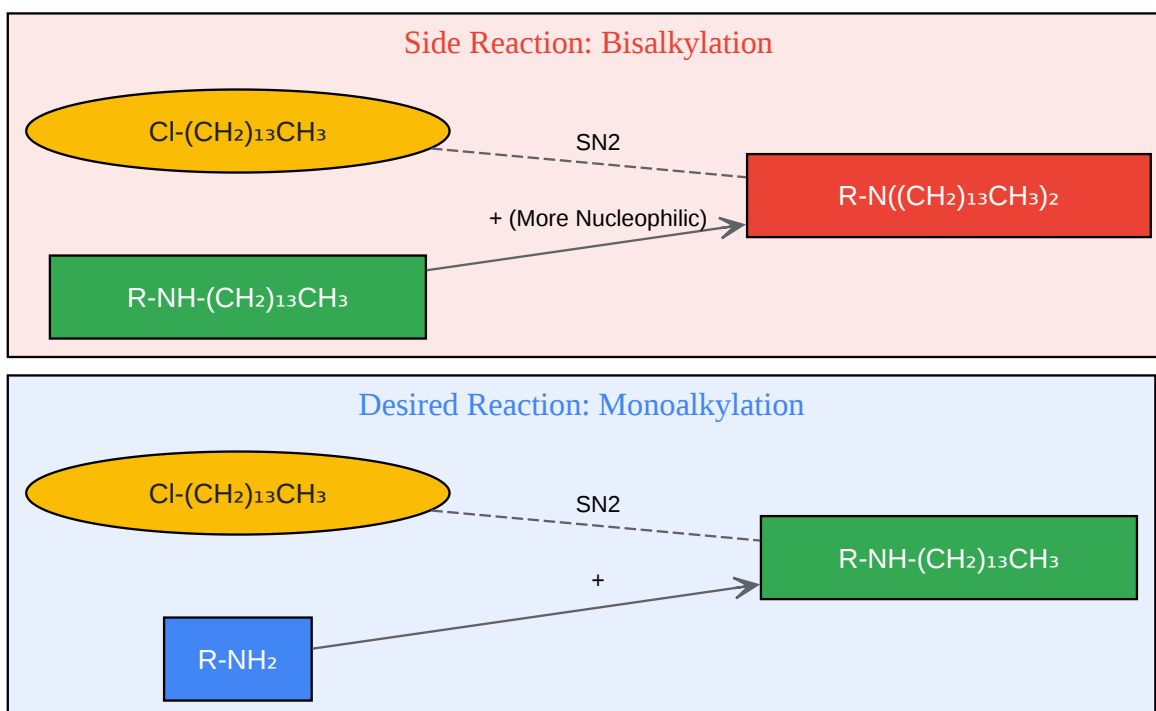 Side Reaction: Bisalkylation
Cl-(CH₂)₁₃CH₃
SN2
R-N((CH₂)₁₃CH₃)₂
+ (More Nucleophilic)
R-NH-(CH₂)₁₃CH₃
Desired Reaction: Monoalkylation
Cl-(CH₂)₁₃CH₃
SN2
R-NH-(CH₂)₁₃CH₃
+
R-NH₂